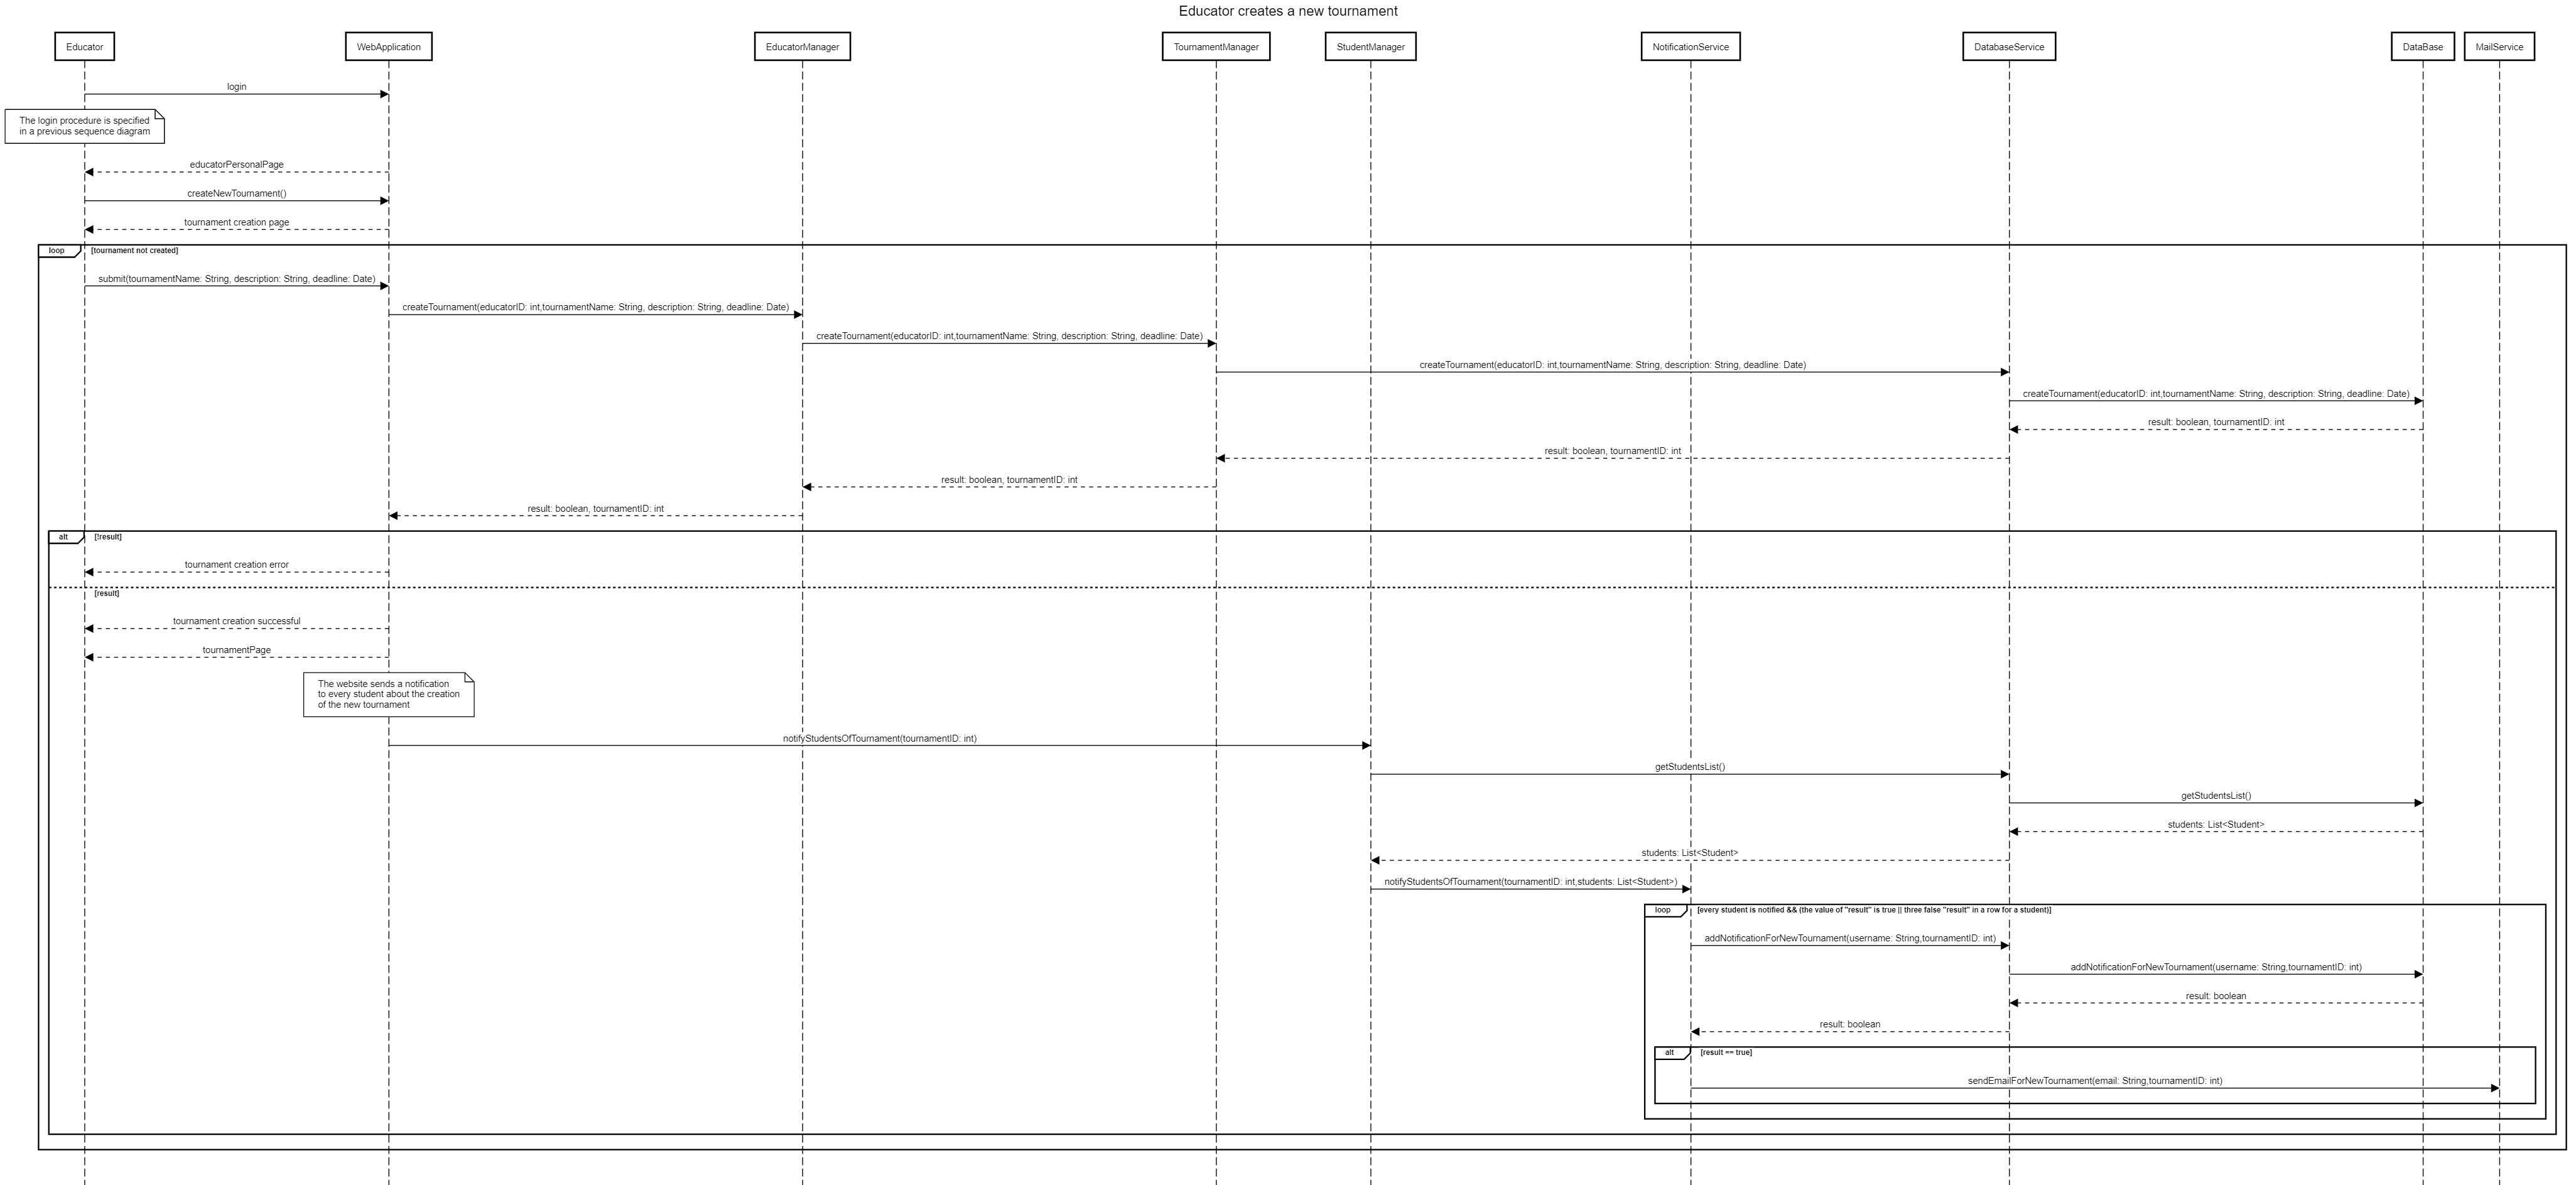 Educator creates a new tournament
Educator
WebApplication
EducatorManager
TournamentManager
StudentManager
NotificationService
DatabaseService
DataBase
MailService
login
The login procedure is specified
in a previous sequence diagram
educatorPersonalPage
createNewTournament()
tournament creation page
loop
[tournament not created]
submit(tournamentName: String, description: String, deadline: Date)
createTournament(educatorID: int,tournamentName: String, description: String, deadline: Date)
createTournament(educatorID: int,tournamentName: String, description: String, deadline: Date)
createTournament(educatorID: int,tournamentName: String, description: String, deadline: Date)
createTournament(educatorID: int,tournamentName: String, description: String, deadline: Date)
result: boolean, tournamentID: int
result: boolean, tournamentID: int
result: boolean, tournamentID: int
result: boolean, tournamentID: int
alt
[!result]
tournament creation error
[result]
tournament creation successful
tournamentPage
The website sends a notification
to every student about the creation
of the new tournament
notifyStudentsOfTournament(tournamentID: int)
getStudentsList()
getStudentsList()
students: List<Student>
students: List<Student>
notifyStudentsOfTournament(tournamentID: int,students: List<Student>)
loop
[every student is notified && (the value of "result" is true || three false "result" in a row for a student)]
addNotificationForNewTournament(username: String,tournamentID: int)
addNotificationForNewTournament(username: String,tournamentID: int)
result: boolean
result: boolean
alt
[result == true]
sendEmailForNewTournament(email: String,tournamentID: int)